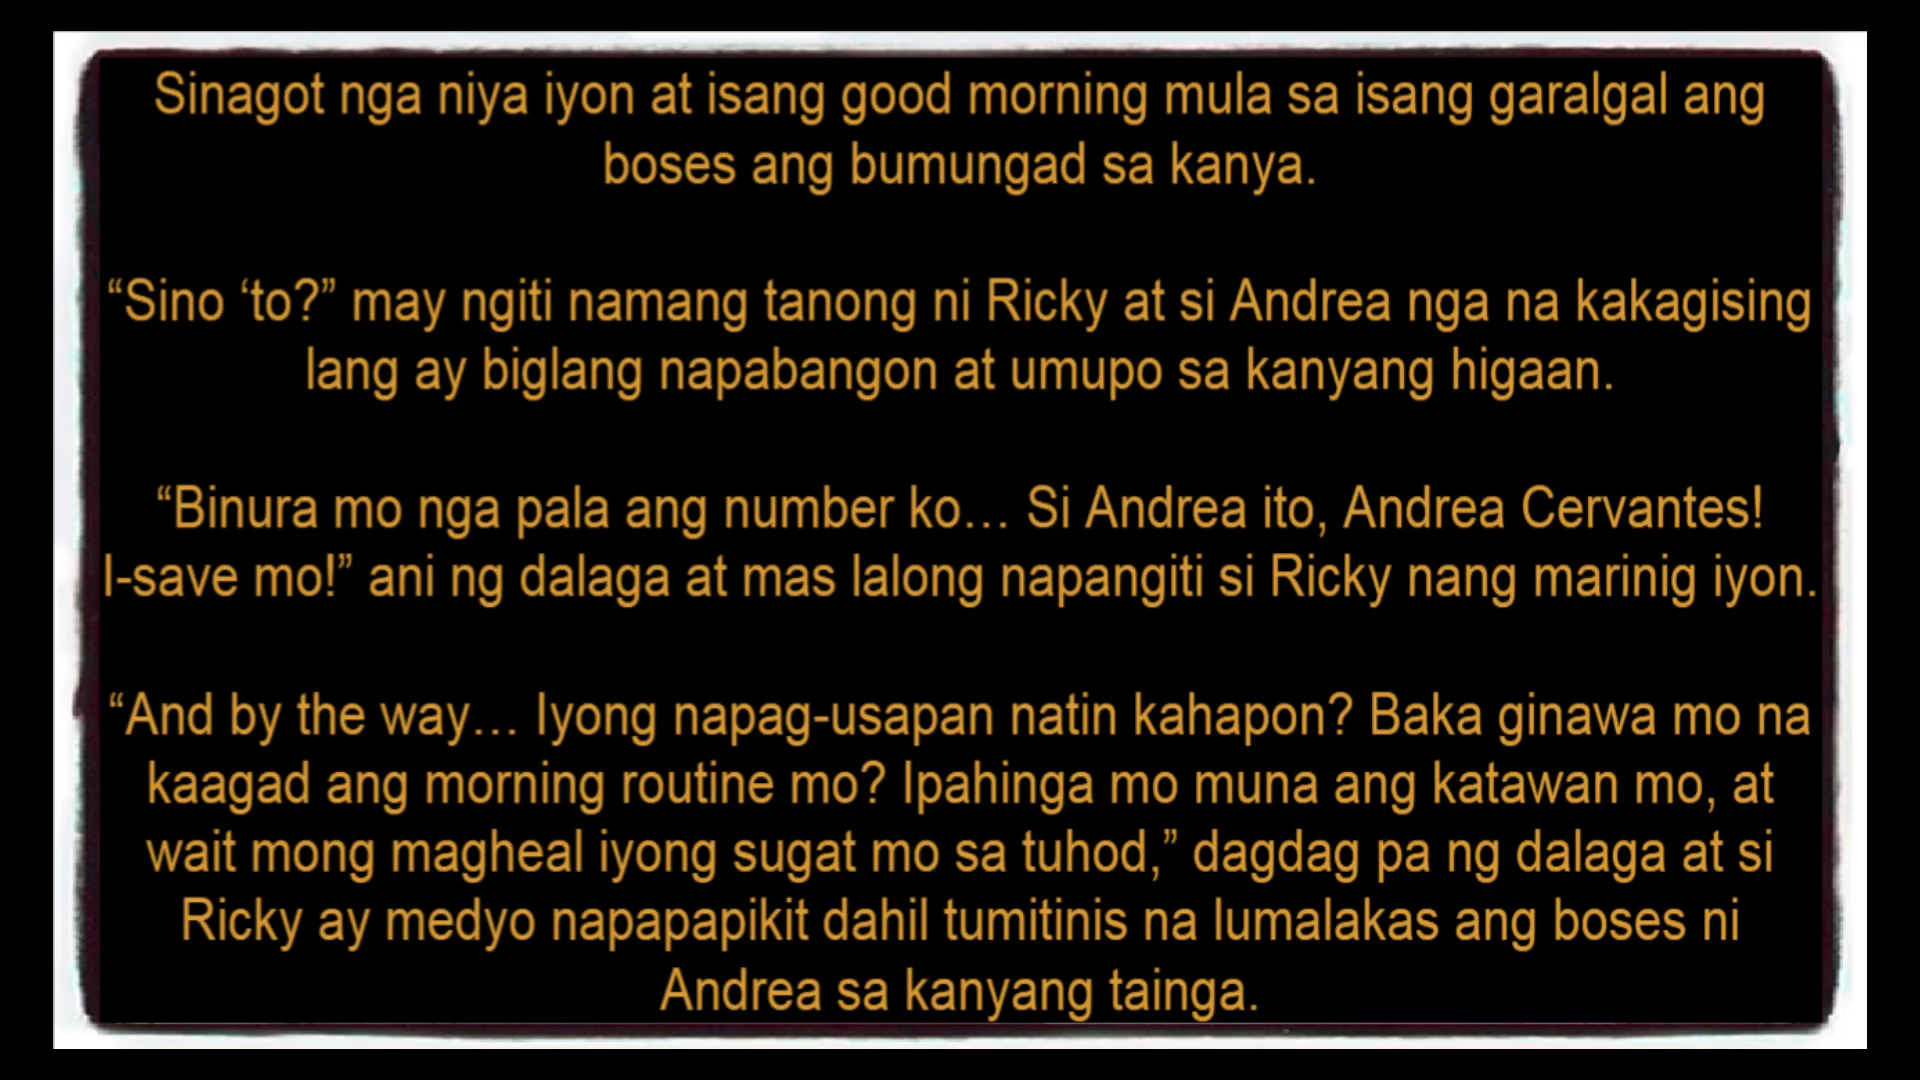 Sinagot nga niya iyon at isang good morning mula sa isang garalgal ang
boses ang bumungad sa kanya.
“Sino ‘to?” may ngiti namang tanong ni Ricky at si Andrea nga na kakagising
lang ay biglang napabangon at umupo sa kanyang higaan.
“Binura mo nga pala ang number ko… Si Andrea ito, Andrea Cervantes!
I-save mo!” ani ng dalaga at mas lalong napangiti si Ricky nang marinig iyon.
“And by the way… Iyong napag-usapan natin kahapon? Baka ginawa mo na
kaagad ang morning routine mo? Ipahinga mo muna ang katawan mo, at
wait mong magheal iyong sugat mo sa tuhod,” dagdag pa ng dalaga at si
Ricky ay medyo napapapikit dahil tumitinis na lumalakas ang boses ni
Andrea sa kanyang tainga.